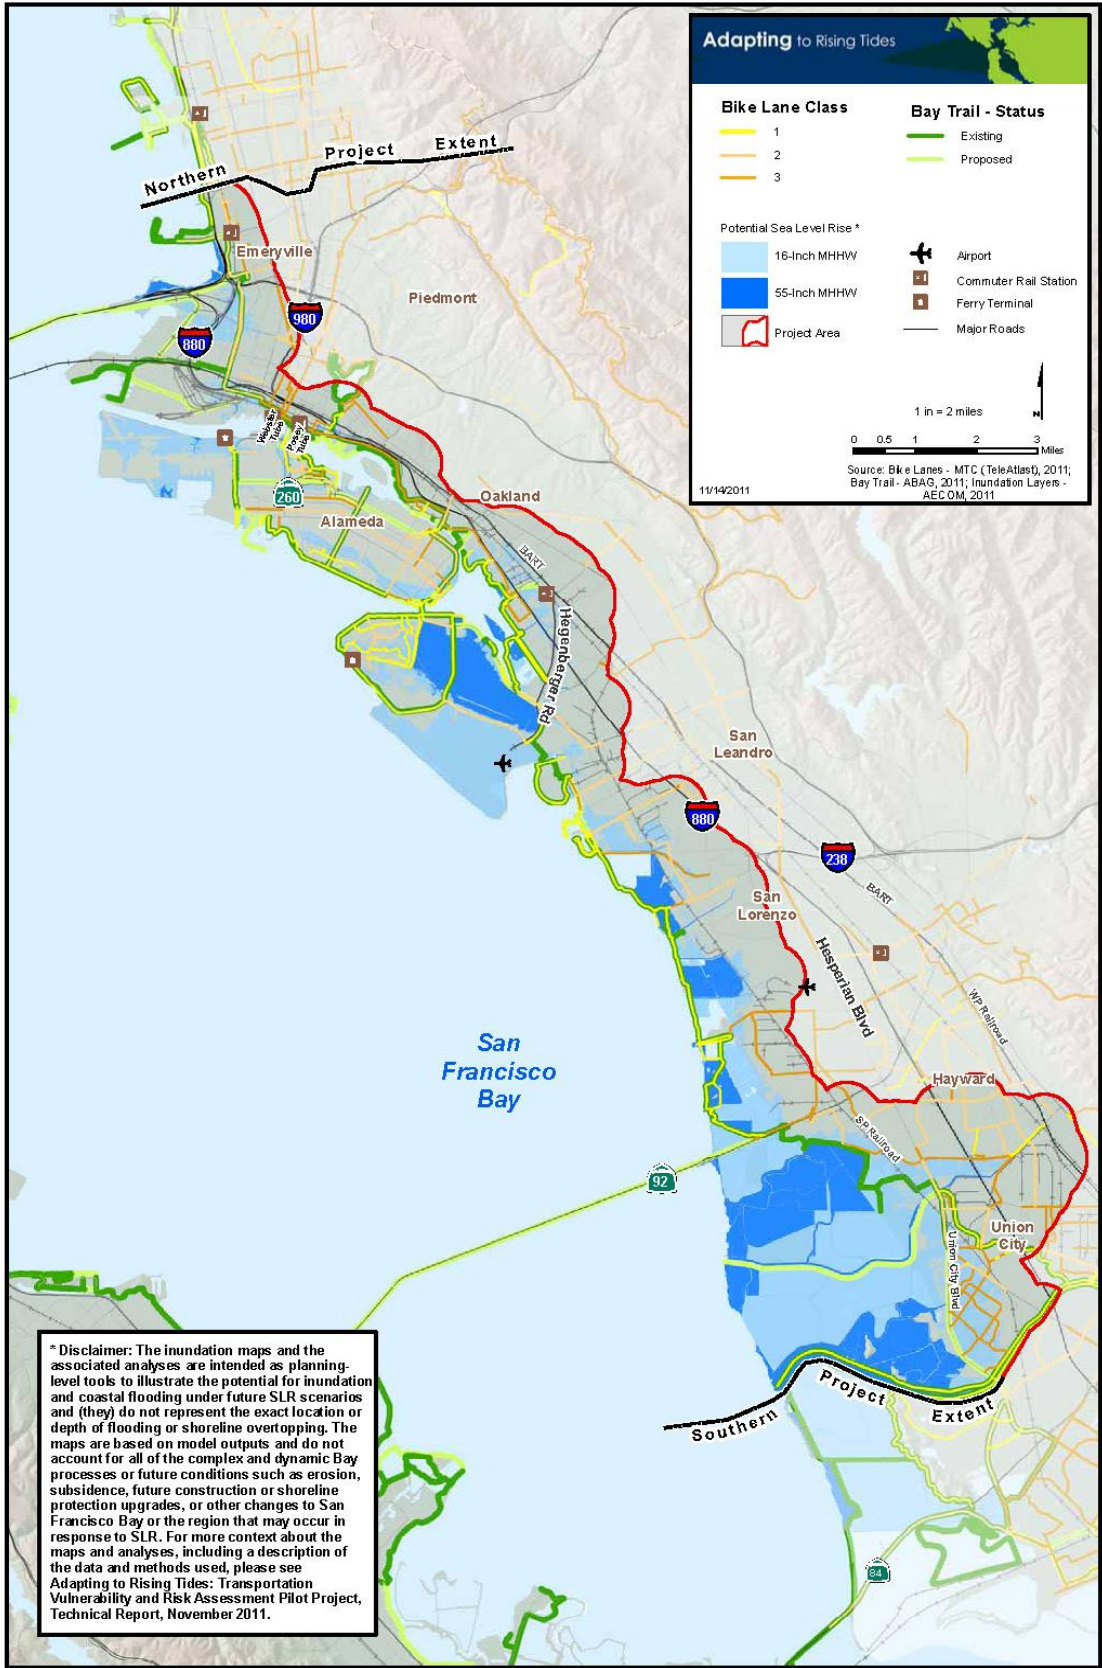 Adapting to Rising Tides
Bike Lane Class
1
2
3
Bay Trail - Status
Existing
Proposed
Potential Sea Level Rise *
16-Inch MHHW
55-Inch MHHW
Project Area
Airport
Commuter Rail Station
Ferry Terminal
Major Roads
1 in = 2 miles
N
0 0.5 1 2 3
Miles
Source: Bike Lanes - MTC (TeleAtlast), 2011;
Bay Trail - ABAG, 2011; Inundation Layers -
AECOM, 2011
11/14/2011
Northern Project Extent
Emeryville
Piedmont
980
880
Webster
Tube
Posey
Tube
260
Alameda
Oakland
BART
Hegenberger Rd
San
Leandro
880
238
BART
San
Lorenzo
Hesperian Blvd
WP Railroad
San
Francisco
Bay
Hayward
SP Railroad
92
Union
City
Union City Blvd
Southern Project Extent
84
* Disclaimer: The inundation maps and the
associated analyses are intended as planning-
level tools to illustrate the potential for inundation
and coastal flooding under future SLR scenarios
and (they) do not represent the exact location or
depth of flooding or shoreline overtopping. The
maps are based on model outputs and do not
account for all of the complex and dynamic Bay
processes or future conditions such as erosion,
subsidence, future construction or shoreline
protection upgrades, or other changes to San
Francisco Bay or the region that may occur in
response to SLR. For more context about the
maps and analyses, including a description of
the data and methods used, please see
Adapting to Rising Tides: Transportation
Vulnerability and Risk Assessment Pilot Project,
Technical Report, November 2011.